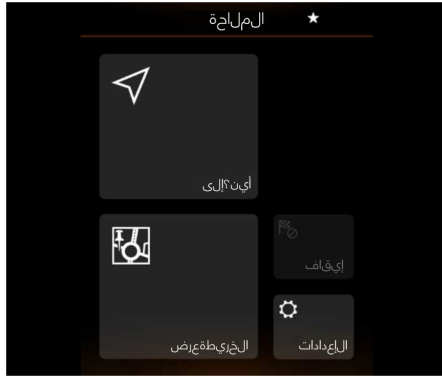 الملاحة
أين؟إلى
إيقاف
الإعدادات
الخريطةعرض